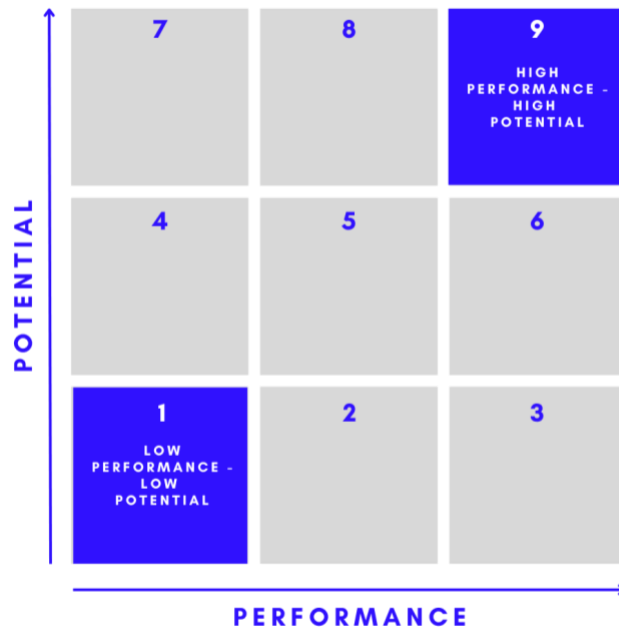 7
8
9
HIGH
PERFORMANCE -
HIGH
POTENTIAL
POTENTIAL
4
5
6
1
LOW
PERFORMANCE -
LOW
POTENTIAL
2
3
PERFORMANCE